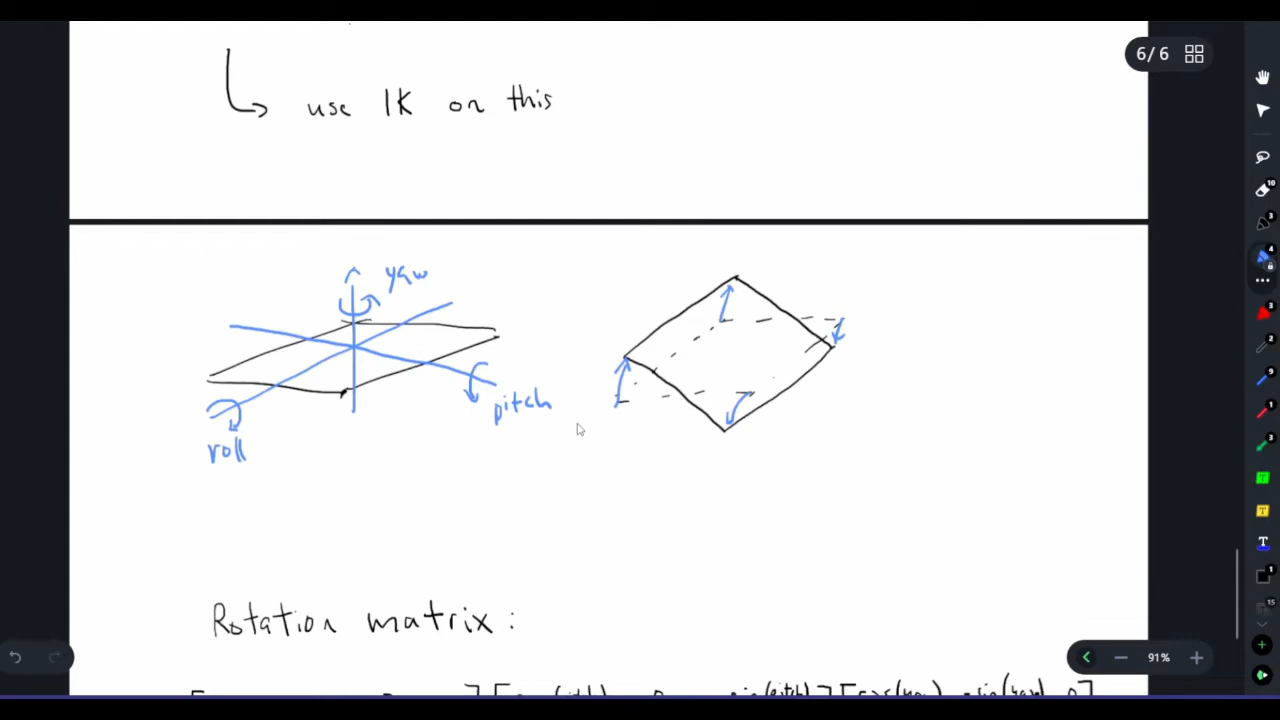 6/6
use IK on this
yaw
pitch
roll
Rotation matrix:
91%